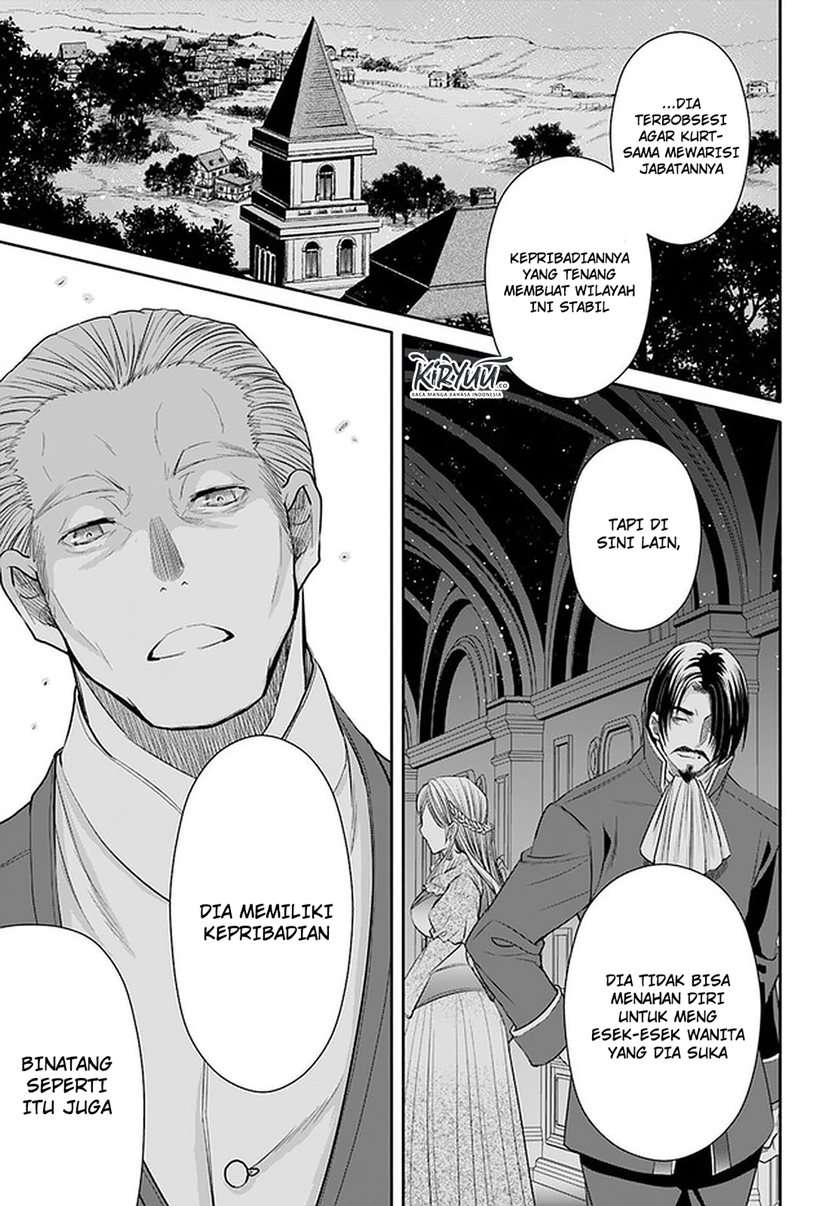 ...DIA
TERBOBSESI
AGAR KURT-
SAMA MEWARISI
JABATANNYA
KEPRIBADIANNYA
YANG TENANG
MEMBUAT WILAYAH
INI STABIL
KIRYUU.CO
BACA MANGA BAHASA INDONESIA
TAPI DI
SINI LAIN,
DIA TIDAK BISA
MENAHAN DIRI
UNTUK MENG
ESEK-ESEK WANITA
YANG DIA SUKA
DIA MEMILIKI
KEPRIBADIAN
BINATANG
SEPERTI
ITU JUGA